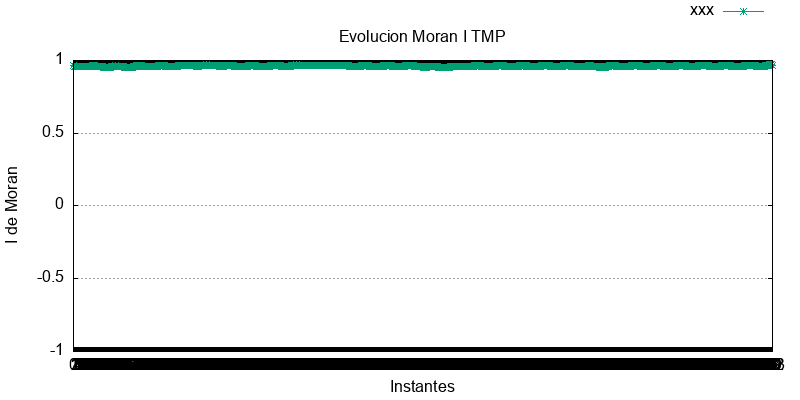 xxx
Evolucion Moran I TMP
1
0.5
0
-0.5
-1
I de Moran
Instantes